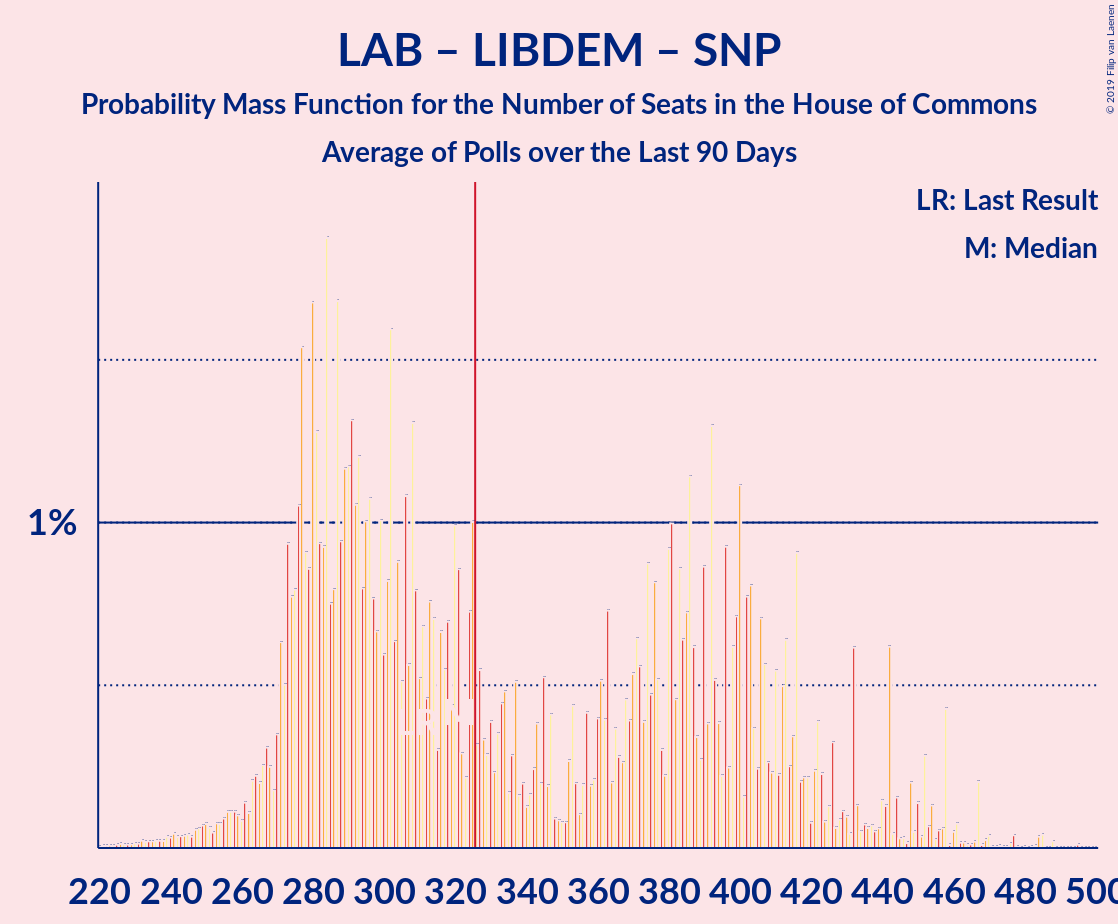 LAB – LIBDEM – SNP
Probability Mass Function for the Number of Seats in the House of Commons
Average of Polls over the Last 90 Days
© 2019 Filip van Laenen
LR: Last Result
M: Median
1%
220 240 260 280 300 320 340 360 380 400 420 440 460 480 500